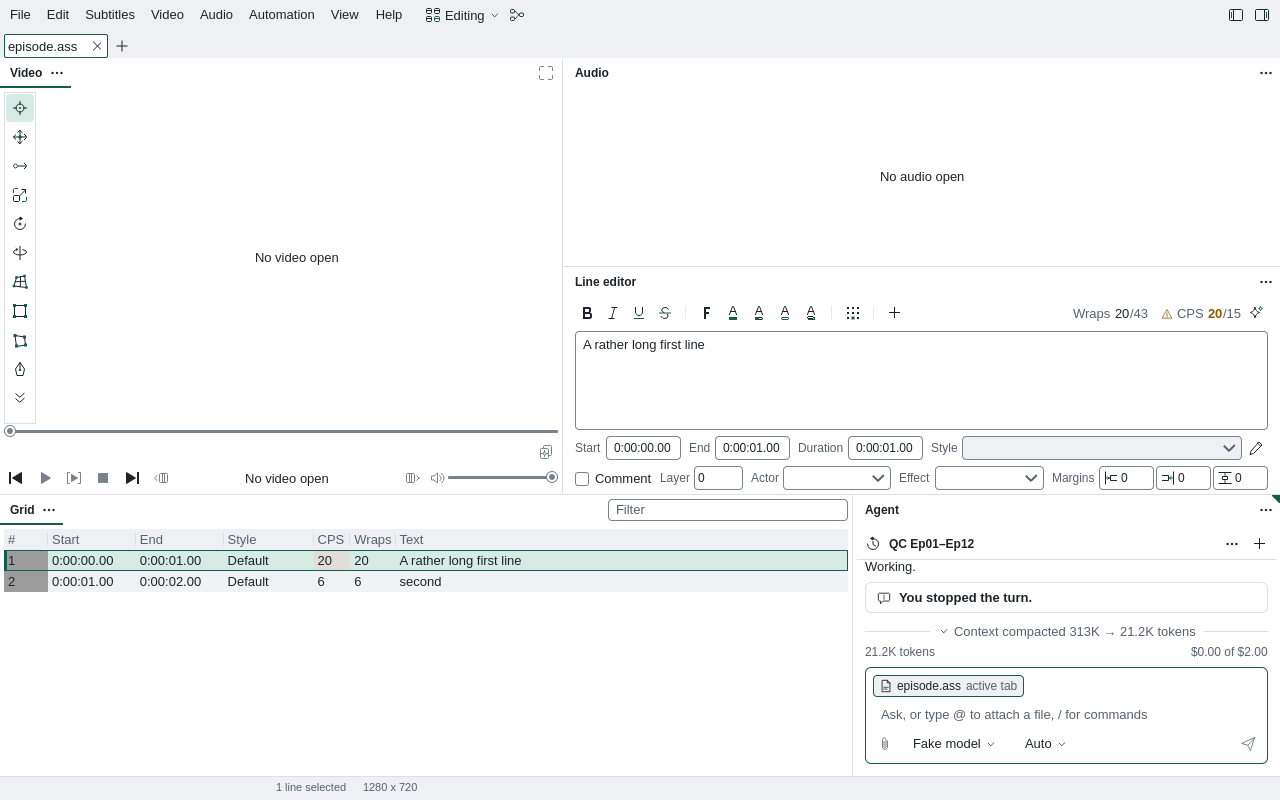 File Edit Subtitles Video Audio Automation View Help Editing
episode.ass
Video
No video open
No video open
Audio
No audio open
Line editor
B I U S F A A A A Wraps 20/43 CPS 20/15
A rather long first line
Start 0:00:00.00 End 0:00:01.00 Duration 0:00:01.00 Style
Comment Layer 0 Actor Effect Margins 0 0 0
Grid Filter
# Start End Style CPS Wraps Text
1 0:00:00.00 0:00:01.00 Default 20 20 A rather long first line
2 0:00:01.00 0:00:02.00 Default 6 6 second
Agent
QC Ep01–Ep12
Working.
You stopped the turn.
Context compacted 313K → 21.2K tokens
21.2K tokens $0.00 of $2.00
episode.ass active tab
Ask, or type @ to attach a file, / for commands
Fake model Auto
1 line selected 1280 x 720